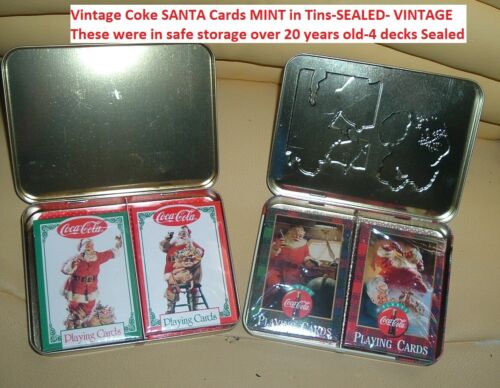 Vintage Coke SANTA Cards MINT in Tins-SEALED- VINTAGE
These were in safe storage over 20 years old-4 decks Sealed
Coca-Cola
Playing Cards
Coca-Cola
Playing Cards
Coca-Cola
PLAYING CARDS
Coca-Cola
PLAYING CARDS